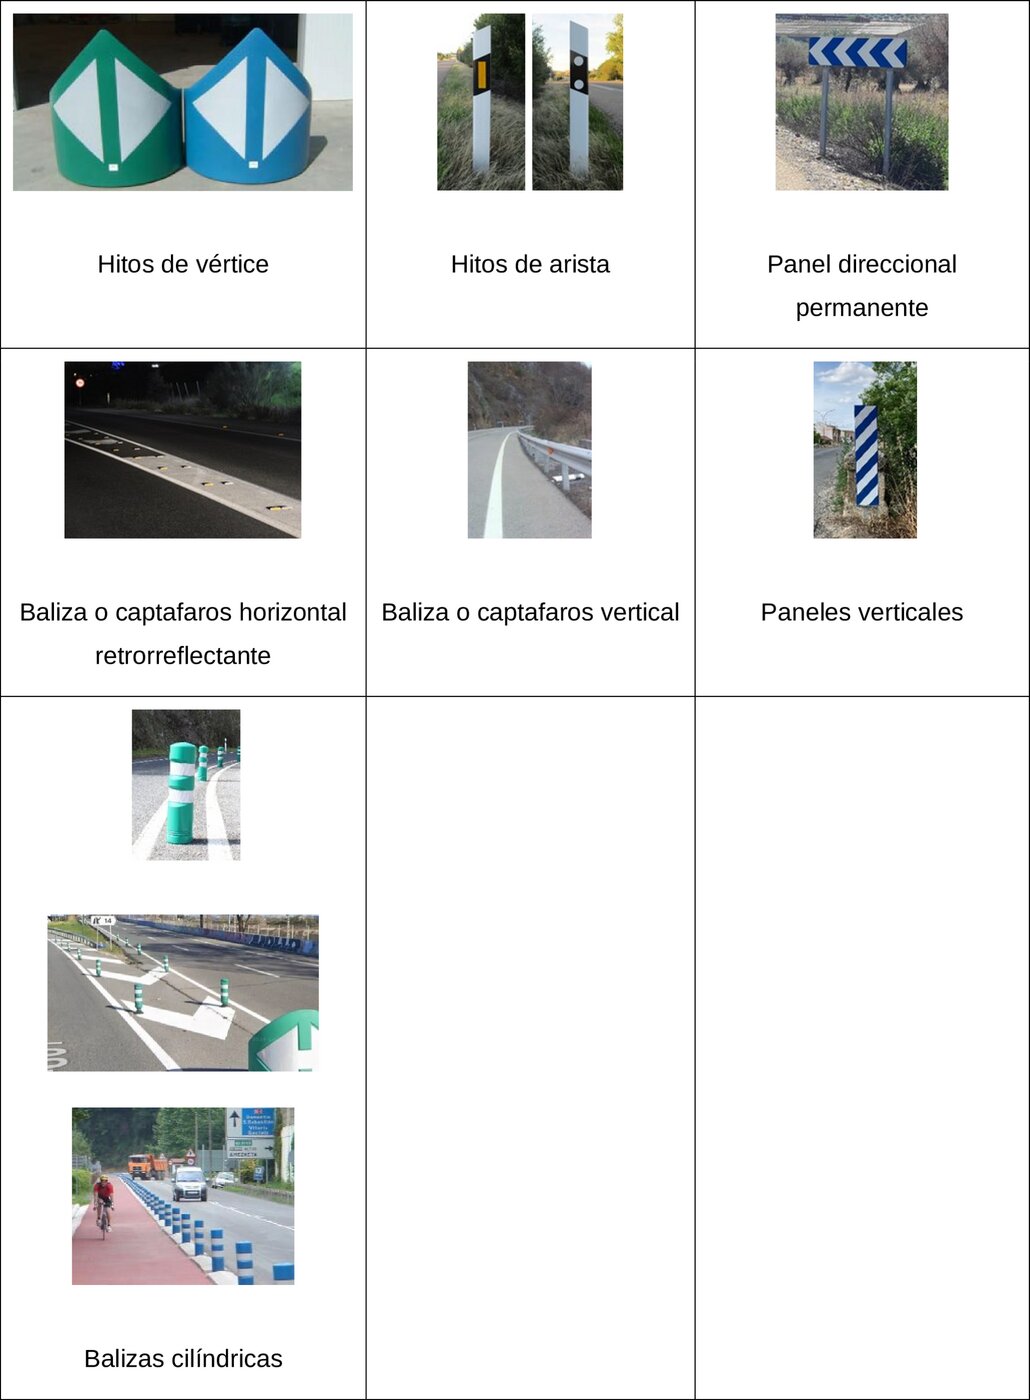 Hitos de vértice
Hitos de arista
Panel direccional
permanente
Baliza o captafaros horizontal
retrorreflectante
Baliza o captafaros vertical
Paneles verticales
14
Balizas cilíndricas